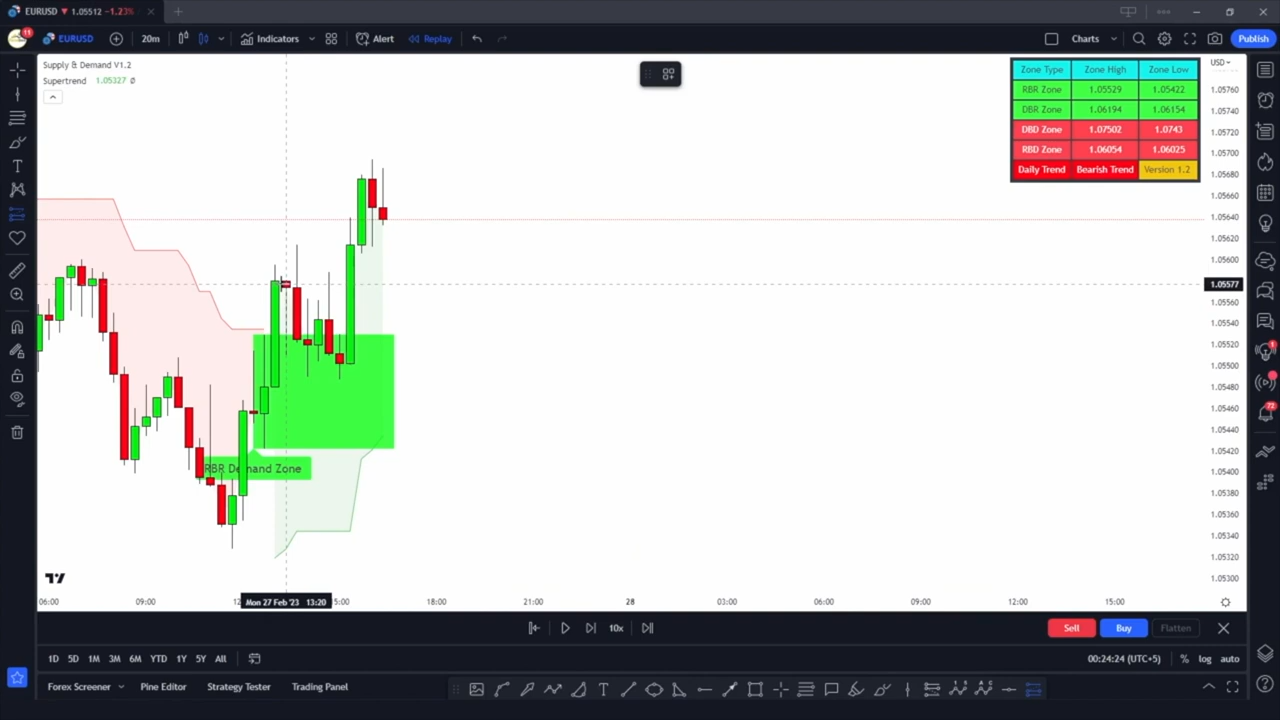 EURUSD ▼ 1.05512 −1.23%
11
EURUSD
20m
Indicators
Alert
Replay
Charts
Publish
Supply & Demand V1.2
Supertrend 1.05327 Ø
Zone Type Zone High Zone Low
RBR Zone 1.05529 1.05422
DBR Zone 1.06194 1.06154
DBD Zone 1.07502 1.0743
RBD Zone 1.06054 1.06025
Daily Trend Bearish Trend Version 1.2
USD
1.05760
1.05740
1.05720
1.05700
1.05680
1.05660
1.05640
1.05620
1.05600
1.05577
1.05560
1.05540
1.05520
1.05500
1.05480
1.05460
1.05440
1.05420
1.05400
1.05380
1.05360
1.05340
1.05320
1.05300
RBR Demand Zone
06:00 09:00 12 Mon 27 Feb '23 13:20 5:00 18:00 21:00 28 03:00 06:00 09:00 12:00 15:00
10x
Sell Buy Flatten
1D 5D 1M 3M 6M YTD 1Y 5Y All
00:24:24 (UTC+5) % log auto
Forex Screener Pine Editor Strategy Tester Trading Panel
1
72